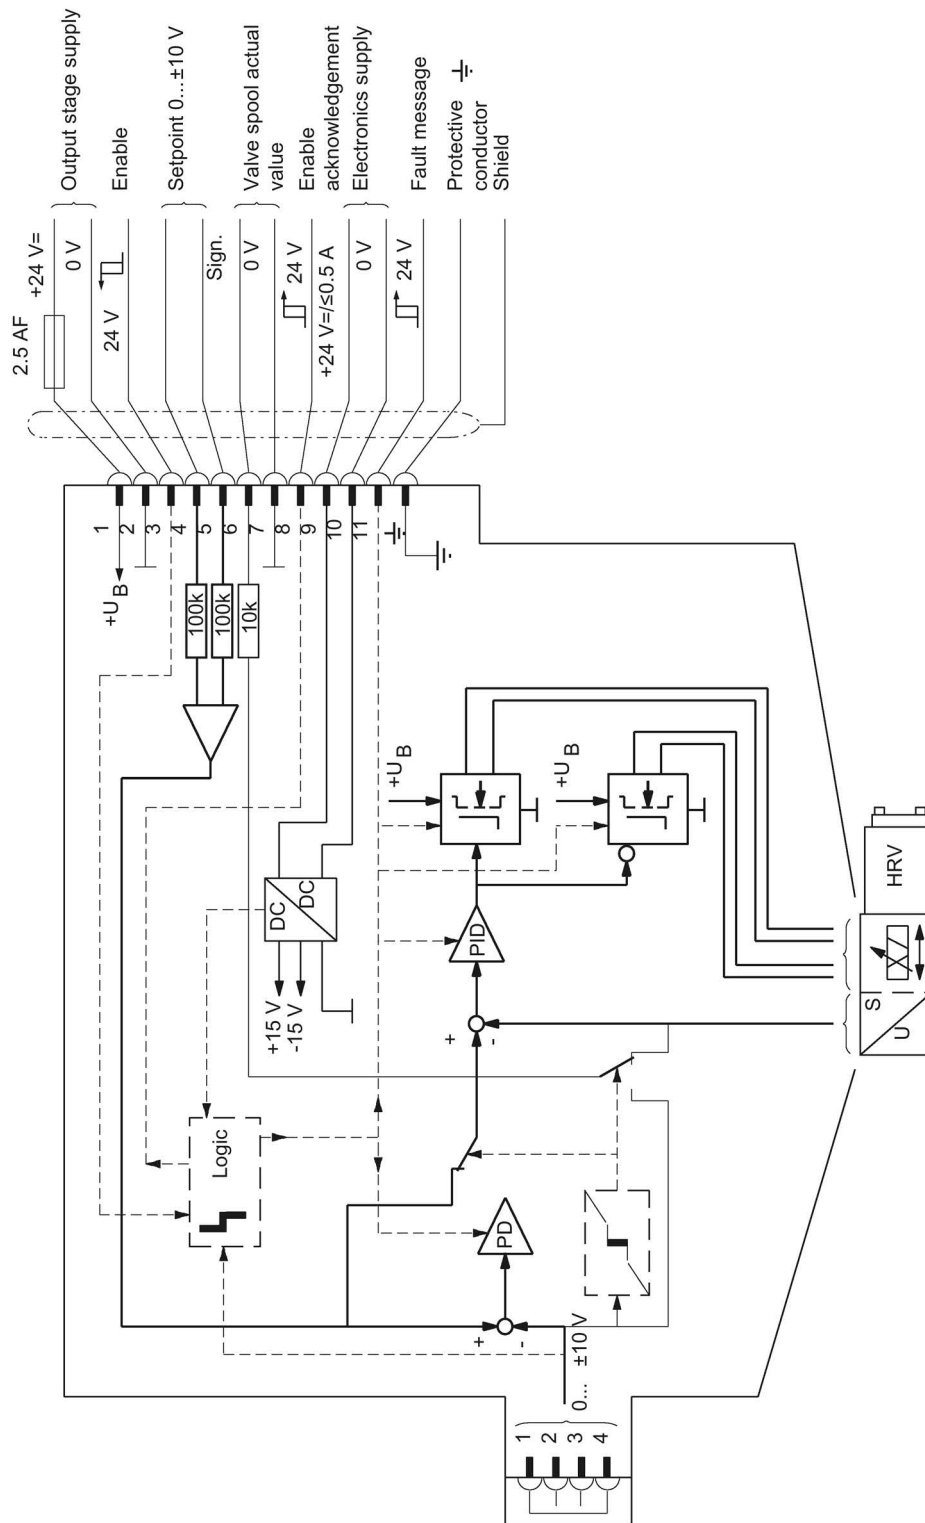 2.5 AF
+24 V=
Output stage supply
0 V
24 V
Enable
Setpoint 0...±10 V
Sign.
Valve spool actual
value
0 V
24 V
Enable
acknowledgement
+24 V=/≤0.5 A
Electronics supply
0 V
24 V
Fault message
Protective
conductor
Shield
1
2
3
4
5
6
7
8
9
10
11
+UB
100k
100k
10k
+UB
+UB
DC
DC
+15 V
-15 V
PID
+
-
Logic
PD
+
-
0... ±10 V
1
2
3
4
HRV
S
U